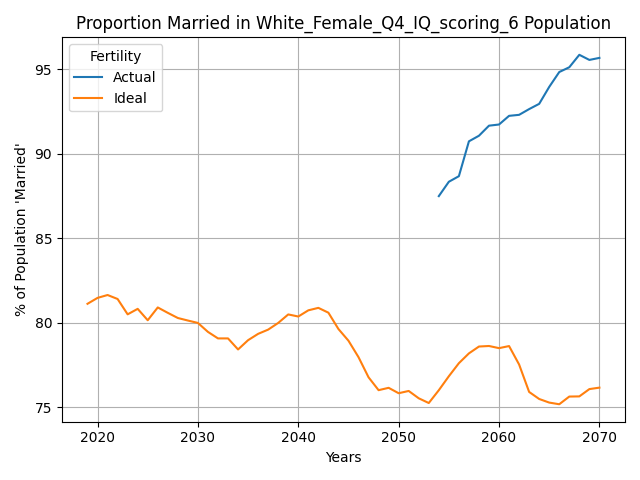 Proportion Married in White_Female_Q4_IQ_scoring_6 Population
Fertility
Actual
Ideal
% of Population 'Married'
95
90
85
80
75
2020 2030 2040 2050 2060 2070
Years